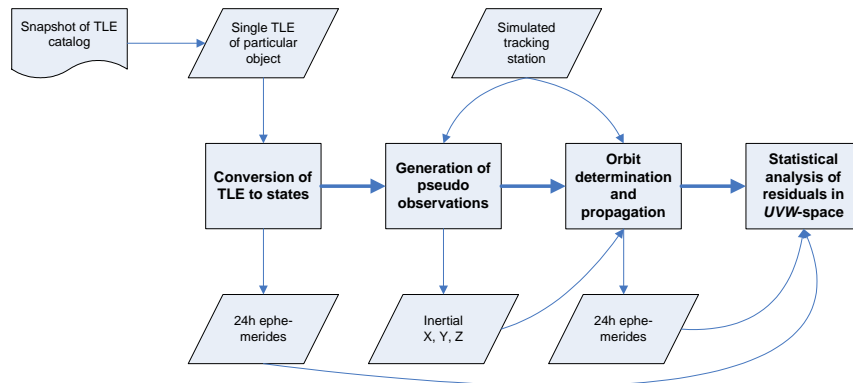 Snapshot of TLE
catalog
Single TLE
of particular
object
Simulated
tracking
station
Conversion of
TLE to states
Generation of
pseudo
observations
Orbit
determination
and
propagation
Statistical
analysis of
residuals in
UVW-space
24h ephe-
merides
Inertial
X, Y, Z
24h ephe-
merides